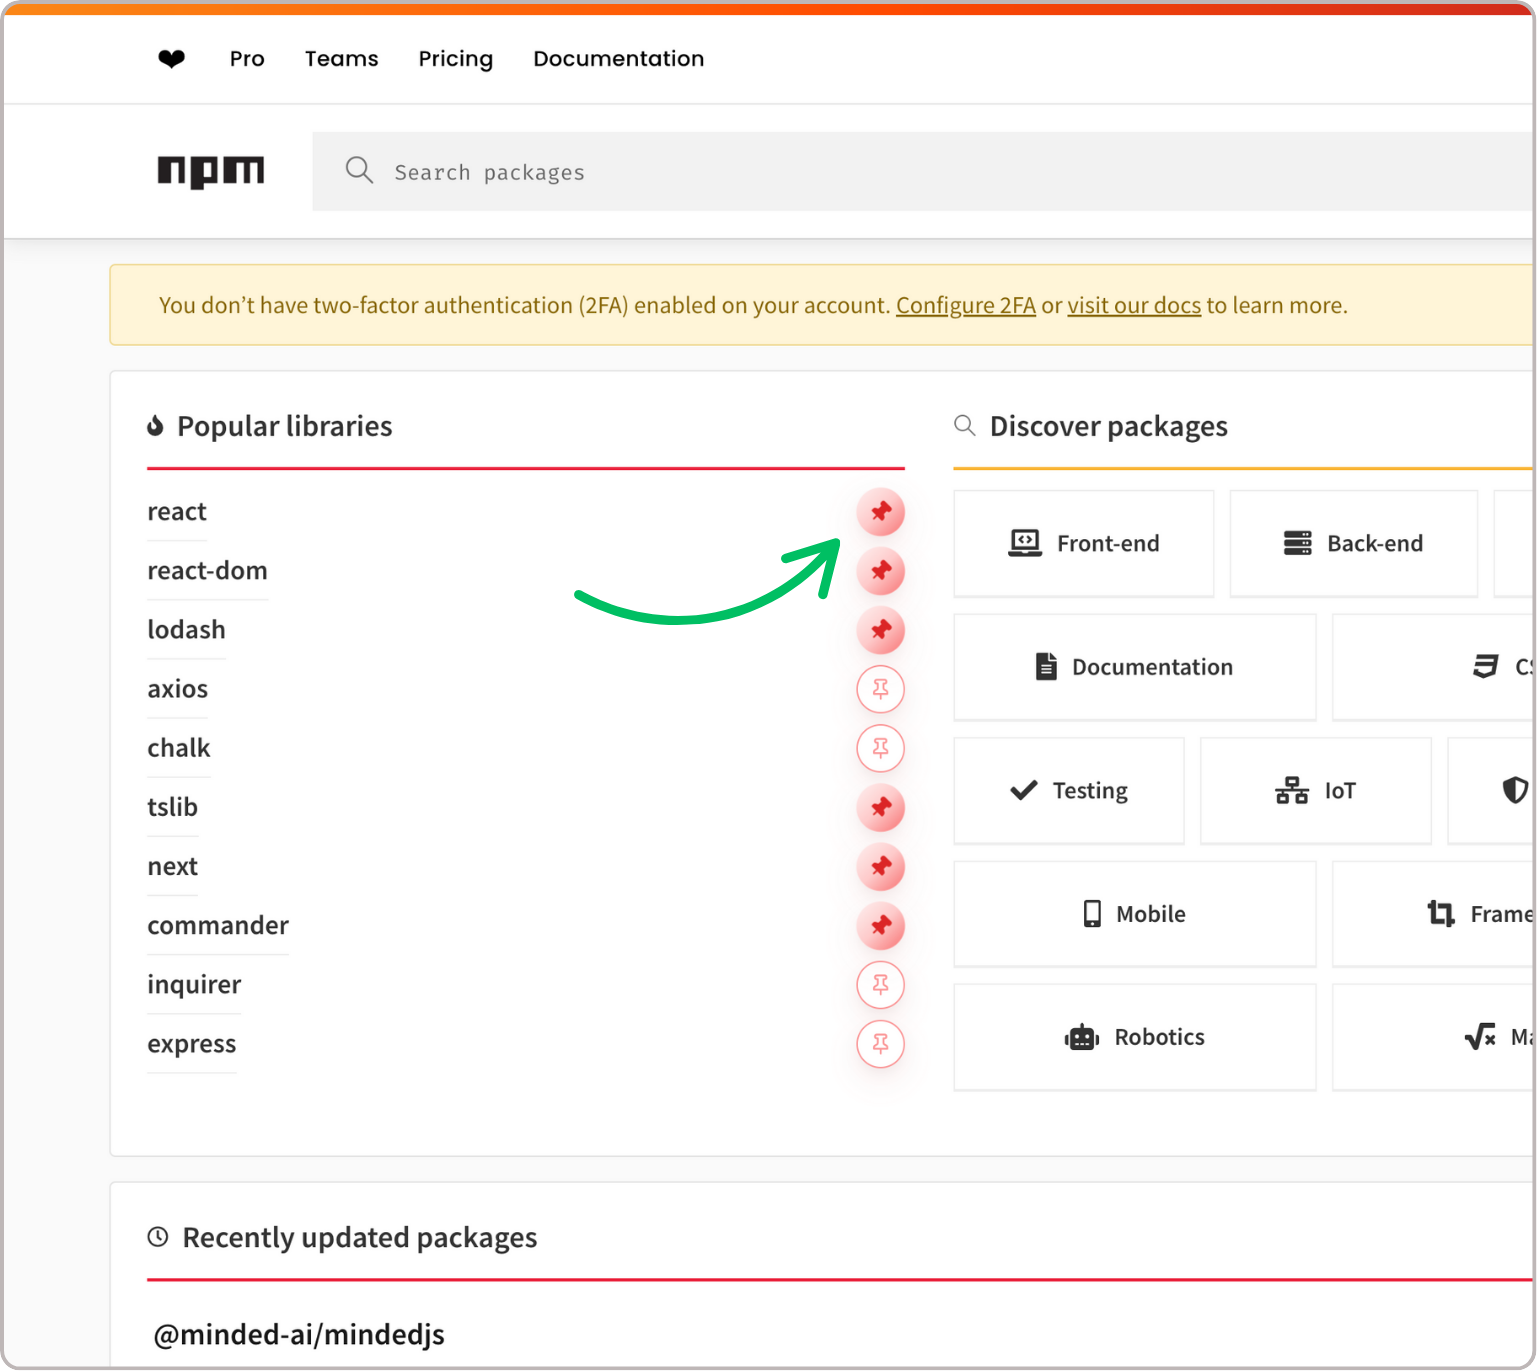 Pro Teams Pricing Documentation
npm
Search packages
You don’t have two-factor authentication (2FA) enabled on your account. Configure 2FA or visit our docs to learn more.
Popular libraries
react
react-dom
lodash
axios
chalk
tslib
next
commander
inquirer
express
Discover packages
Front-end
Back-end
Documentation
Testing
IoT
Mobile
Frame
Robotics
Recently updated packages
@minded-ai/mindedjs